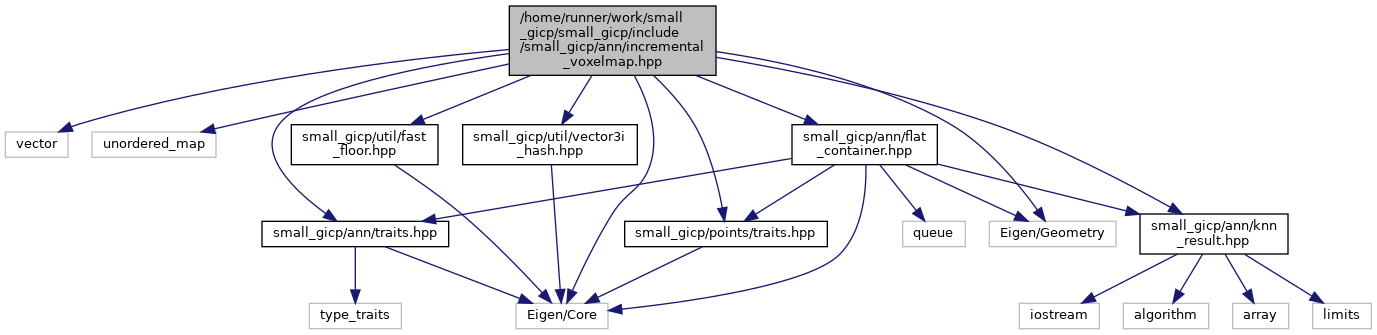 /home/runner/work/small
_gicp/small_gicp/include
/small_gicp/ann/incremental
_voxelmap.hpp
vector
unordered_map
small_gicp/util/fast
_floor.hpp
small_gicp/util/vector3i
_hash.hpp
small_gicp/ann/flat
_container.hpp
small_gicp/ann/traits.hpp
small_gicp/points/traits.hpp
queue
Eigen/Geometry
small_gicp/ann/knn
_result.hpp
type_traits
Eigen/Core
iostream
algorithm
array
limits